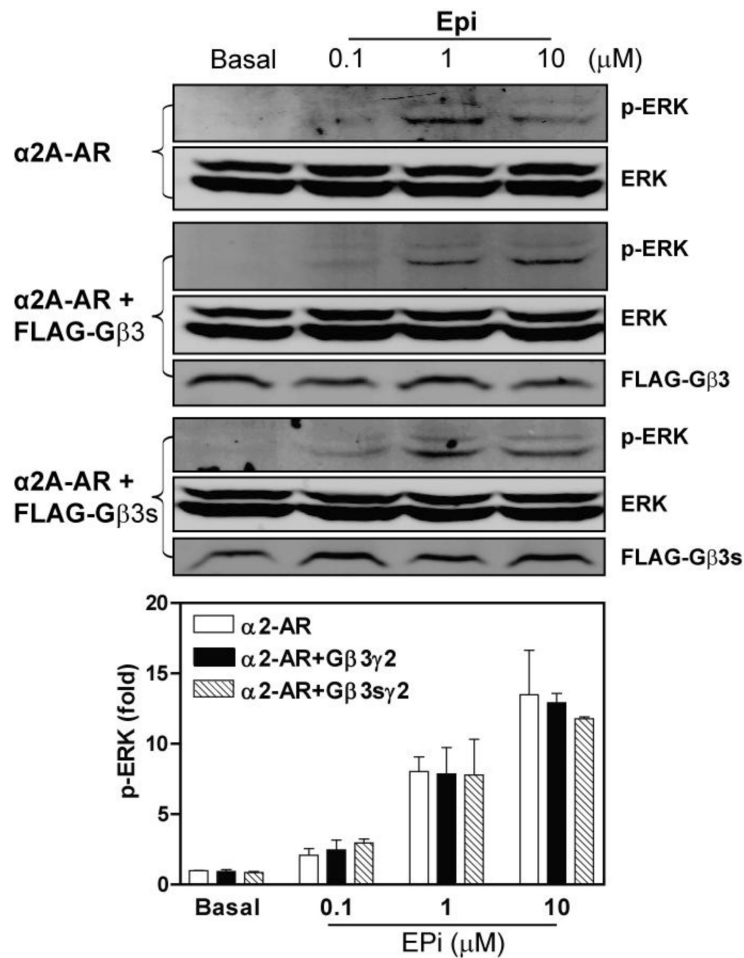 Epi
Basal 0.1 1 10 (μM)
p-ERK
α2A-AR
ERK
p-ERK
α2A-AR +
FLAG-Gβ3
ERK
FLAG-Gβ3
p-ERK
α2A-AR +
FLAG-Gβ3s
ERK
FLAG-Gβ3s
20
15
10
5
0
p-ERK (fold)
α2-AR
α2-AR+Gβ3γ2
α2-AR+Gβ3sγ2
Basal 0.1 1 10
EPi (μM)